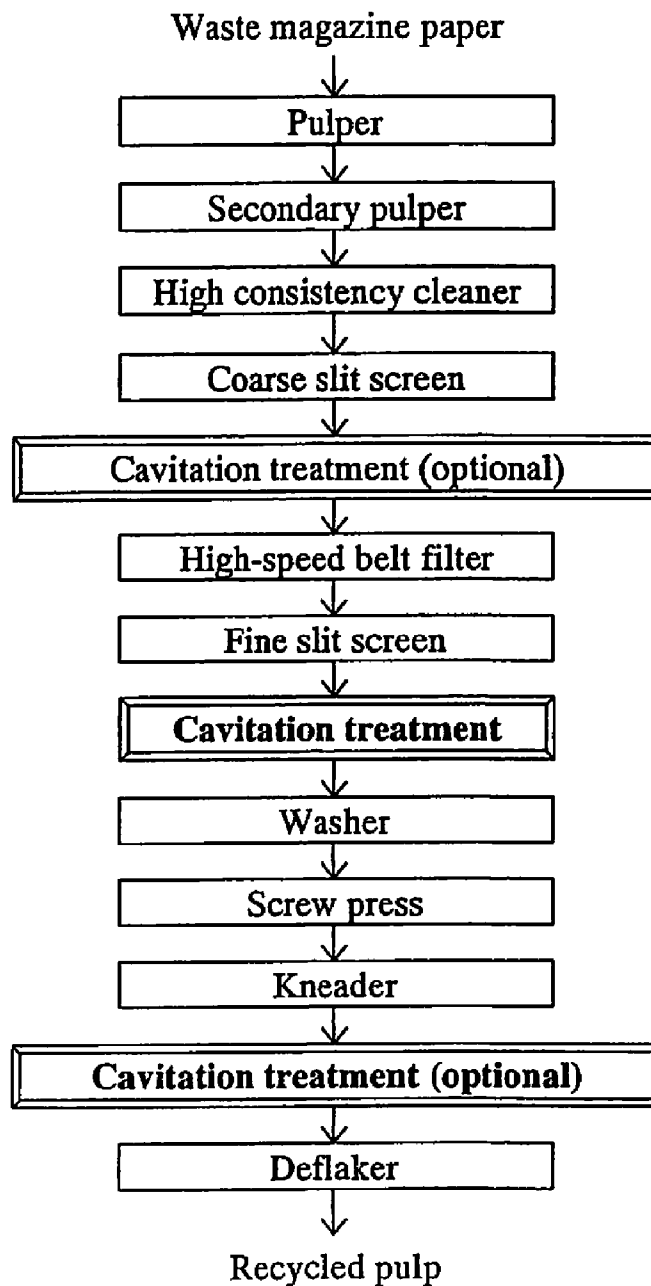 Waste magazine paper
Pulper
Secondary pulper
High consistency cleaner
Coarse slit screen
Cavitation treatment (optional)
High-speed belt filter
Fine slit screen
Cavitation treatment
Washer
Screw press
Kneader
Cavitation treatment (optional)
Deflaker
Recycled pulp